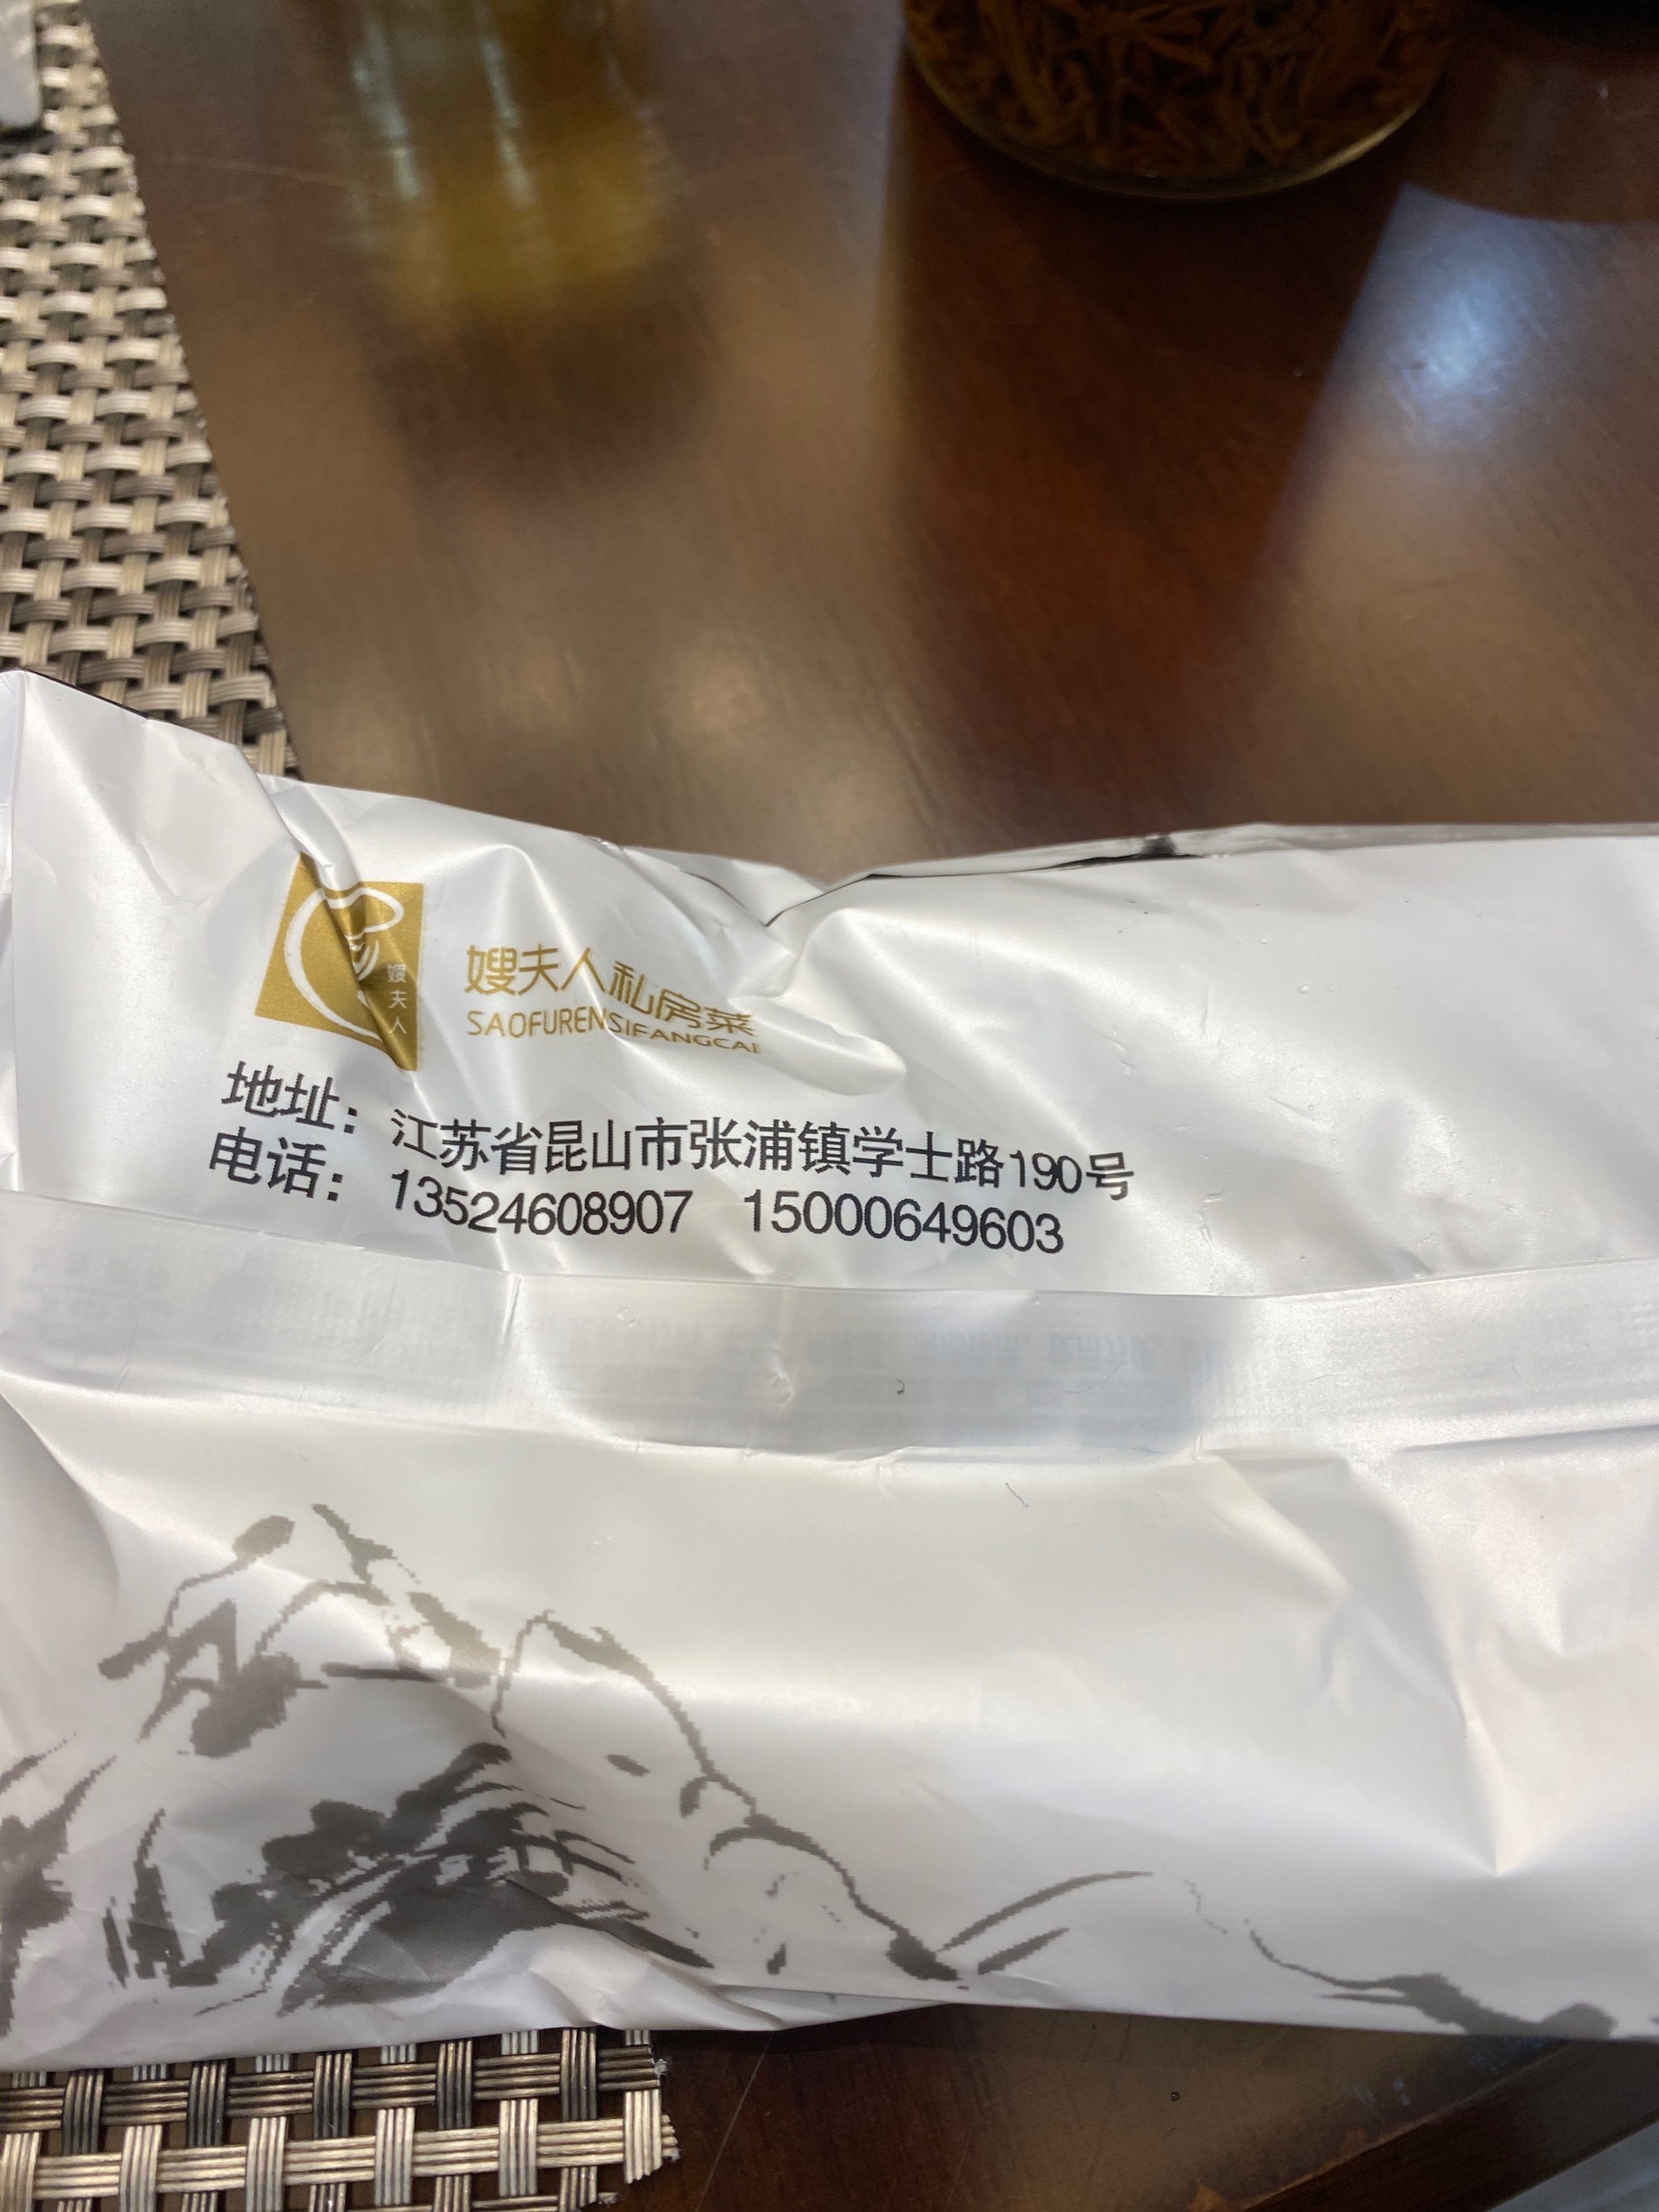 嫂夫人
嫂夫人私房菜
SAOFURENSIFANGCAI
地址：江苏省昆山市张浦镇学士路190号
电话：13524608907 15000649603